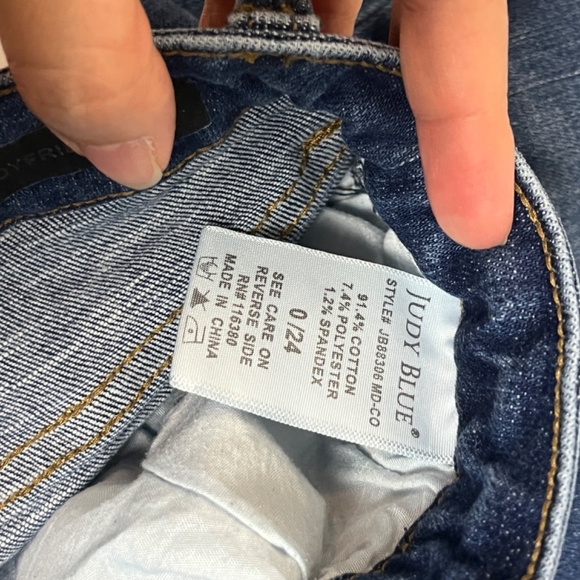 JUDY BLUE®
STYLE# JB88306 MD-CO
91.4% COTTON
7.4% POLYESTER
1.2% SPANDEX
0/24
SEE CARE ON
REVERSE SIDE
RN#116380
MADE IN CHINA